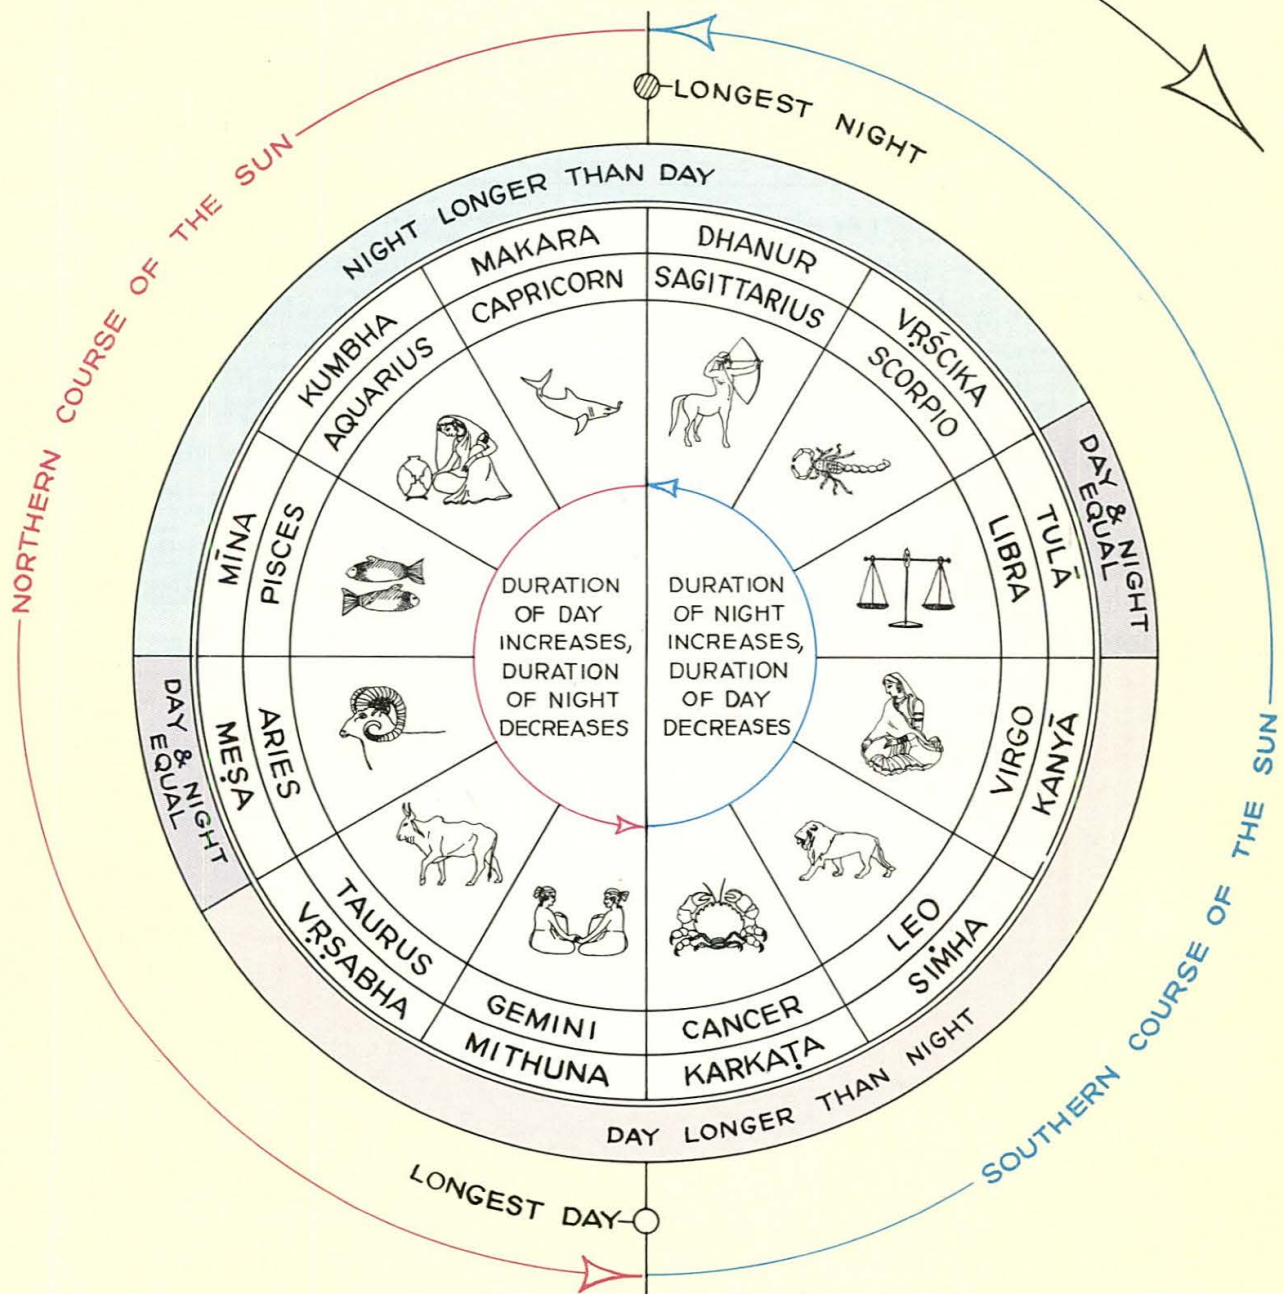 LONGEST NIGHT
NORTHERN COURSE OF THE SUN
NIGHT LONGER THAN DAY
MAKARA
CAPRICORN
DHANUR
SAGITTARIUS
VṚŚCIKA
SCORPIO
KUMBHA
AQUARIUS
DAY & NIGHT
EQUAL
TULĀ
LIBRA
MĪNA
PISCES
DURATION
OF DAY
INCREASES,
DURATION
OF NIGHT
DECREASES
DURATION
OF NIGHT
INCREASES,
DURATION
OF DAY
DECREASES
DAY & NIGHT
EQUAL
MEṢA
ARIES
VIRGO
KANYĀ
SOUTHERN COURSE OF THE SUN
TAURUS
VṚṢABHA
LEO
SIṀHA
GEMINI
MITHUNA
CANCER
KARKAṬA
DAY LONGER THAN NIGHT
LONGEST DAY